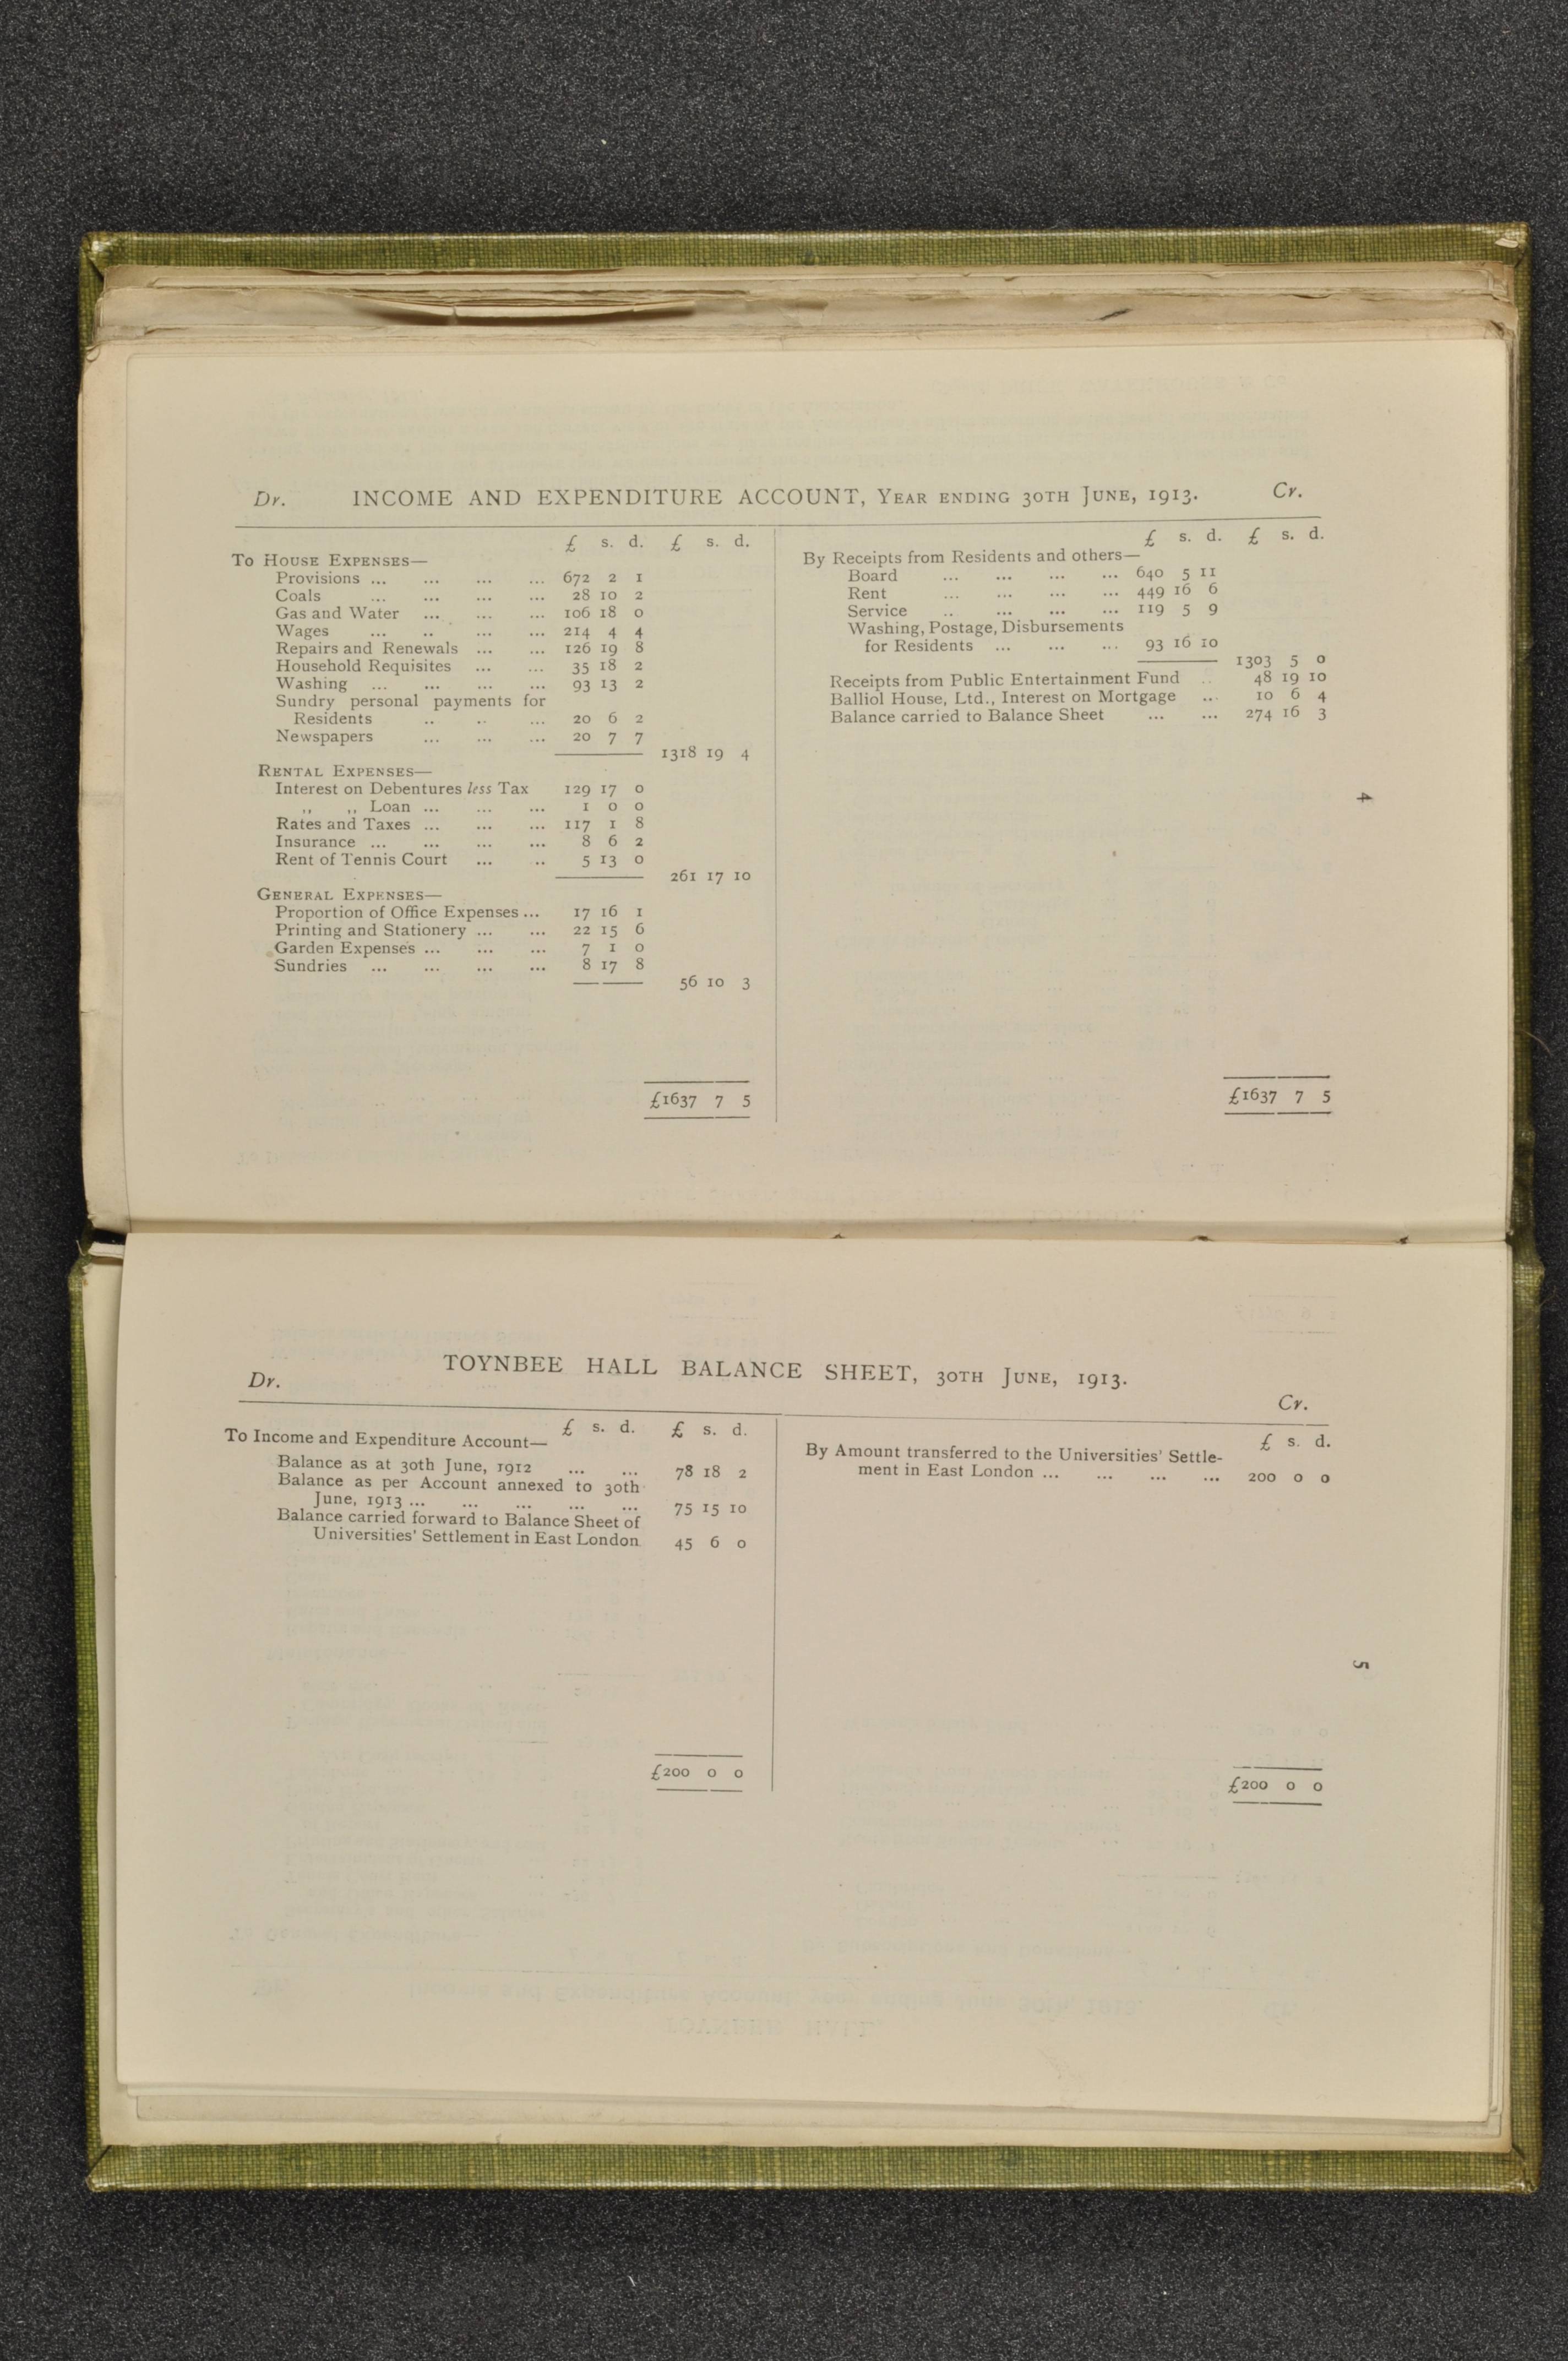 Dr. INCOME AND EXPENDITURE ACCOUNT, YEAR ENDING 30TH JUNE, 1913. Cr.
£ s. d. £ s. d.
To HOUSE EXPENSES—
Provisions ... ... ... ... 672 2 1
Coals ... ... ... ... 28 10 2
Gas and Water ... ... ... 106 18 0
Wages ... .. ... ... 214 4 4
Repairs and Renewals ... ... 126 19 8
Household Requisites ... ... 35 18 2
Washing ... ... ... ... 93 13 2
Sundry personal payments for
Residents .. .. ... 20 6 2
Newspapers ... ... ... 20 7 7
1318 19 4
RENTAL EXPENSES—
Interest on Debentures less Tax 129 17 0
,, ,, Loan ... ... ... 1 0 0
Rates and Taxes ... ... ... 117 1 8
Insurance ... ... ... ... 8 6 2
Rent of Tennis Court ... .. 5 13 0
261 17 10
GENERAL EXPENSES—
Proportion of Office Expenses ... 17 16 1
Printing and Stationery ... ... 22 15 6
Garden Expenses ... ... ... 7 1 0
Sundries ... ... ... ... 8 17 8
56 10 3
£1637 7 5
£ s. d. £ s. d.
By Receipts from Residents and others—
Board ... ... ... ... 640 5 11
Rent ... ... ... ... 449 16 6
Service .. ... ... ... 119 5 9
Washing, Postage, Disbursements
for Residents ... ... ... 93 16 10
1303 5 0
Receipts from Public Entertainment Fund .. 48 19 10
Balliol House, Ltd., Interest on Mortgage ... 10 6 4
Balance carried to Balance Sheet ... ... 274 16 3
£1637 7 5
4
TOYNBEE HALL BALANCE SHEET, 30TH JUNE, 1913.
Dr.
Cr.
£ s. d. £ s. d.
To Income and Expenditure Account—
Balance as at 30th June, 1912 ... ... 78 18 2
Balance as per Account annexed to 30th
June, 1913 ... ... ... ... ... 75 15 10
Balance carried forward to Balance Sheet of
Universities' Settlement in East London 45 6 0
£200 0 0
£ s. d.
By Amount transferred to the Universities' Settle-
ment in East London ... ... ... ... 200 0 0
£200 0 0
5